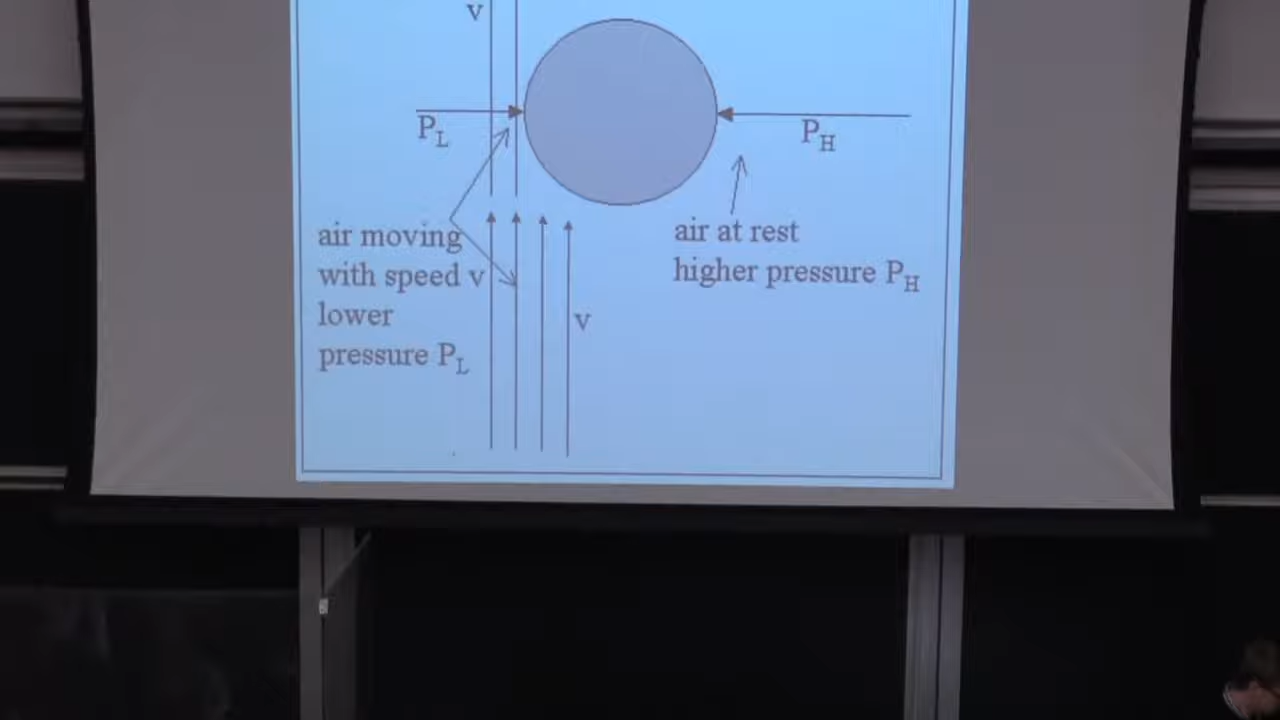 v
P_L
P_H
air moving
with speed v
lower
pressure P_L
air at rest
higher pressure P_H
v